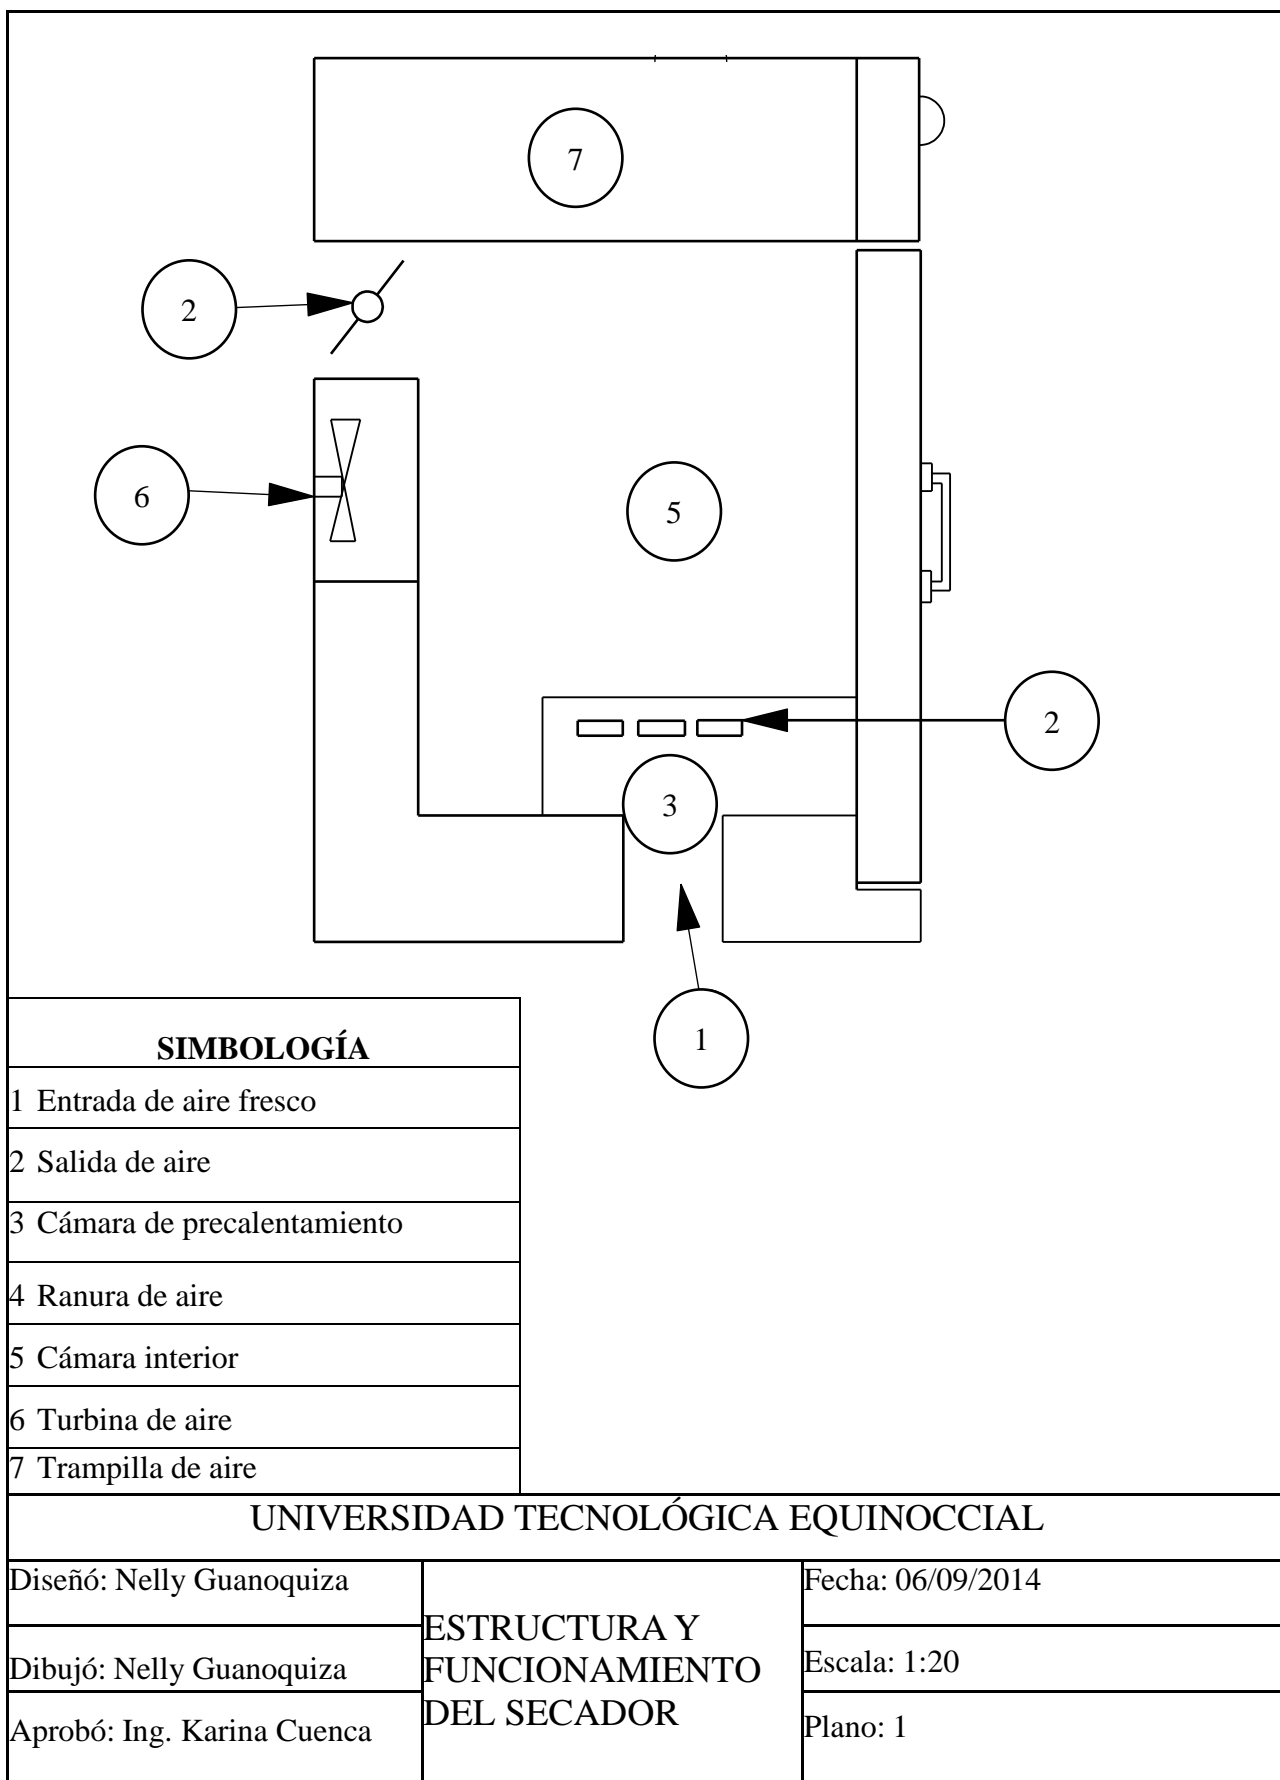 7
2
6
5
2
3
1
SIMBOLOGÍA
1 Entrada de aire fresco
2 Salida de aire
3 Cámara de precalentamiento
4 Ranura de aire
5 Cámara interior
6 Turbina de aire
7 Trampilla de aire
UNIVERSIDAD TECNOLÓGICA EQUINOCCIAL
Diseñó: Nelly Guanoquiza
Dibujó: Nelly Guanoquiza
Aprobó: Ing. Karina Cuenca
ESTRUCTURA Y
FUNCIONAMIENTO
DEL SECADOR
Fecha: 06/09/2014
Escala: 1:20
Plano: 1